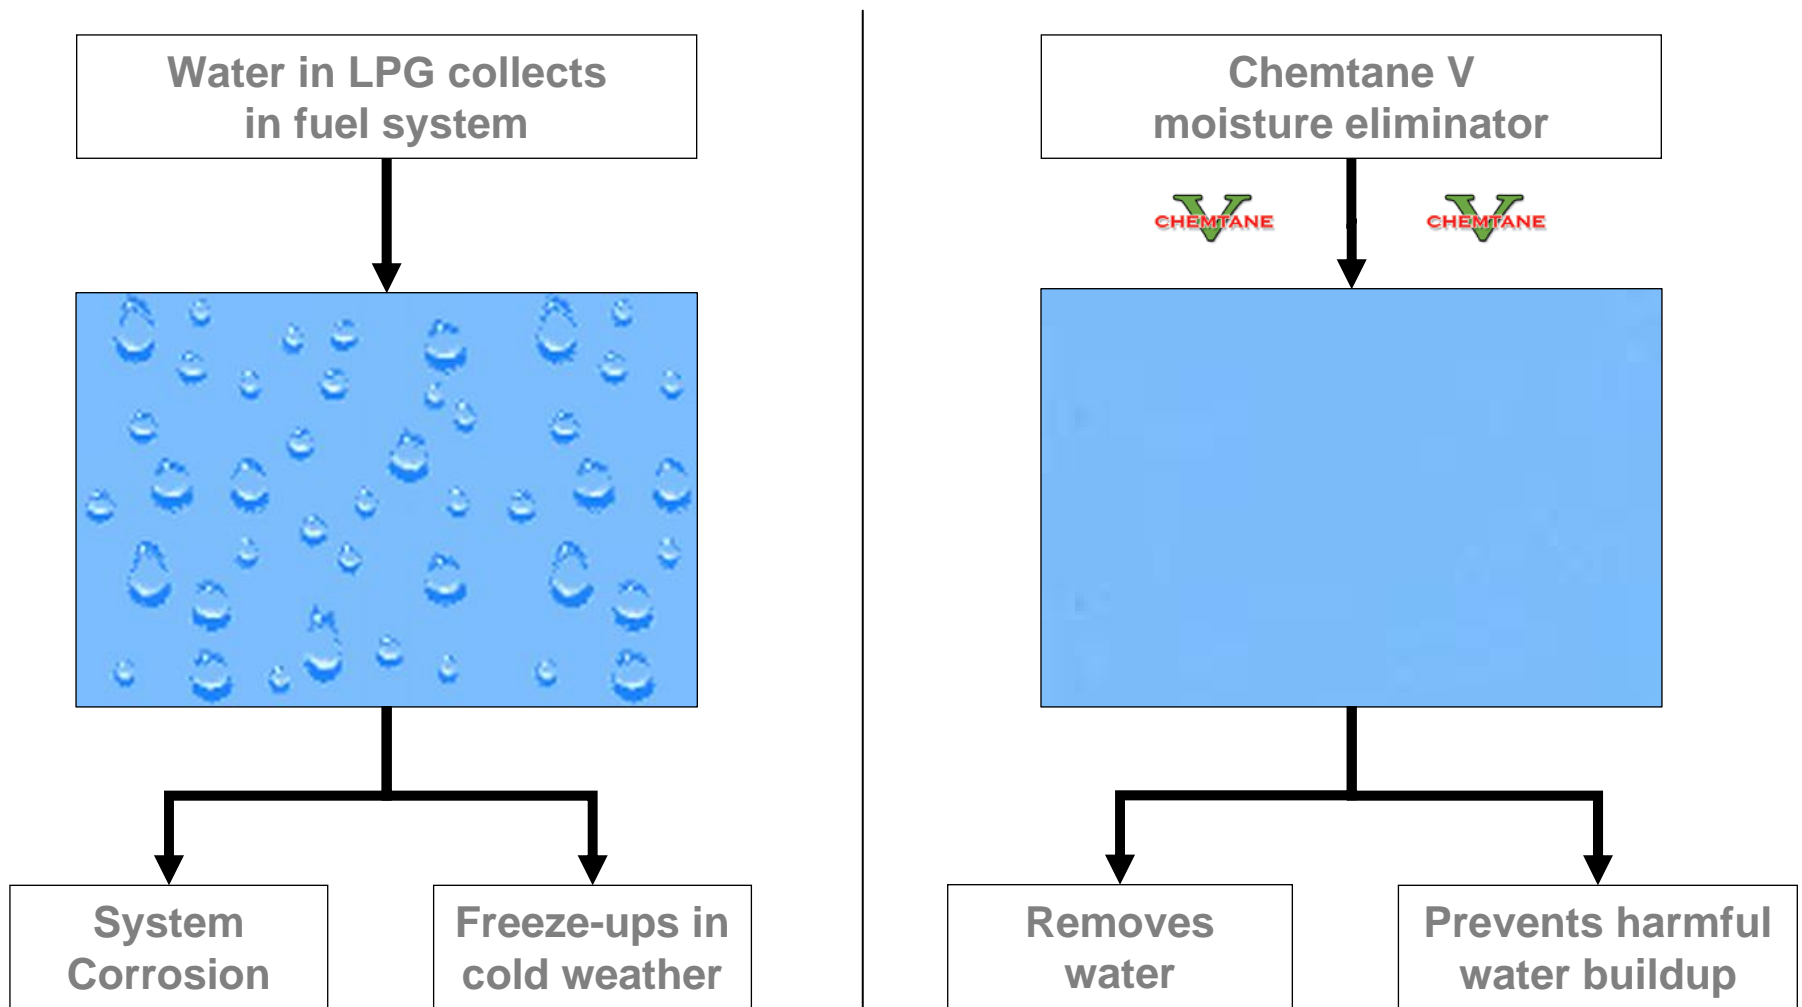 Water in LPG collects
in fuel system
Chemtane V
moisture eliminator
V
CHEMTANE
V
CHEMTANE
System
Corrosion
Freeze-ups in
cold weather
Removes
water
Prevents harmful
water buildup